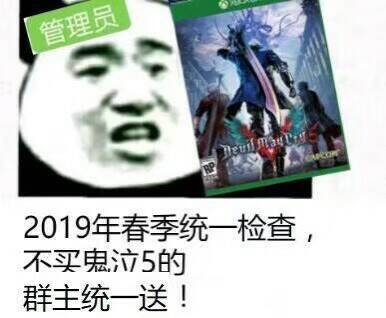 管理员
XBOX
Devil May Cry 5
RP
CAPCOM
2019年春季统一检查，
不买鬼泣5的
群主统一送！